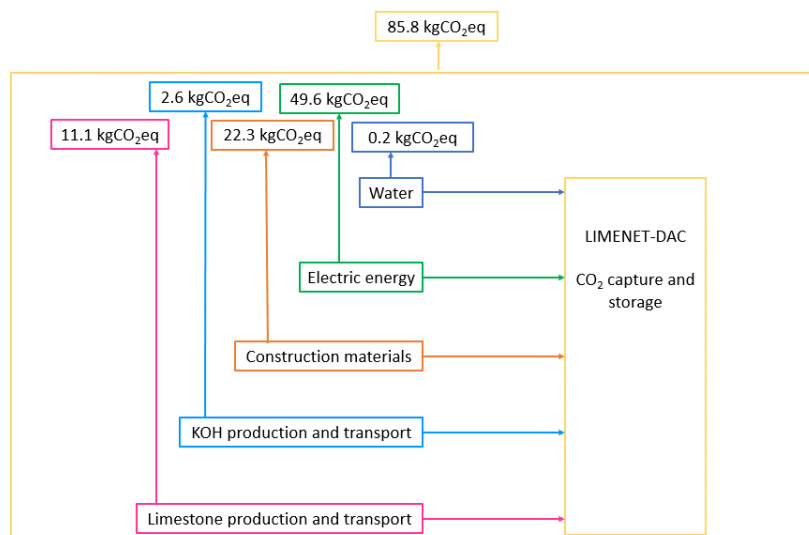 85.8 kgCO₂eq
2.6 kgCO₂eq
49.6 kgCO₂eq
11.1 kgCO₂eq
22.3 kgCO₂eq
0.2 kgCO₂eq
Water
LIMENET-DAC
Electric energy
CO₂ capture and
storage
Construction materials
KOH production and transport
Limestone production and transport